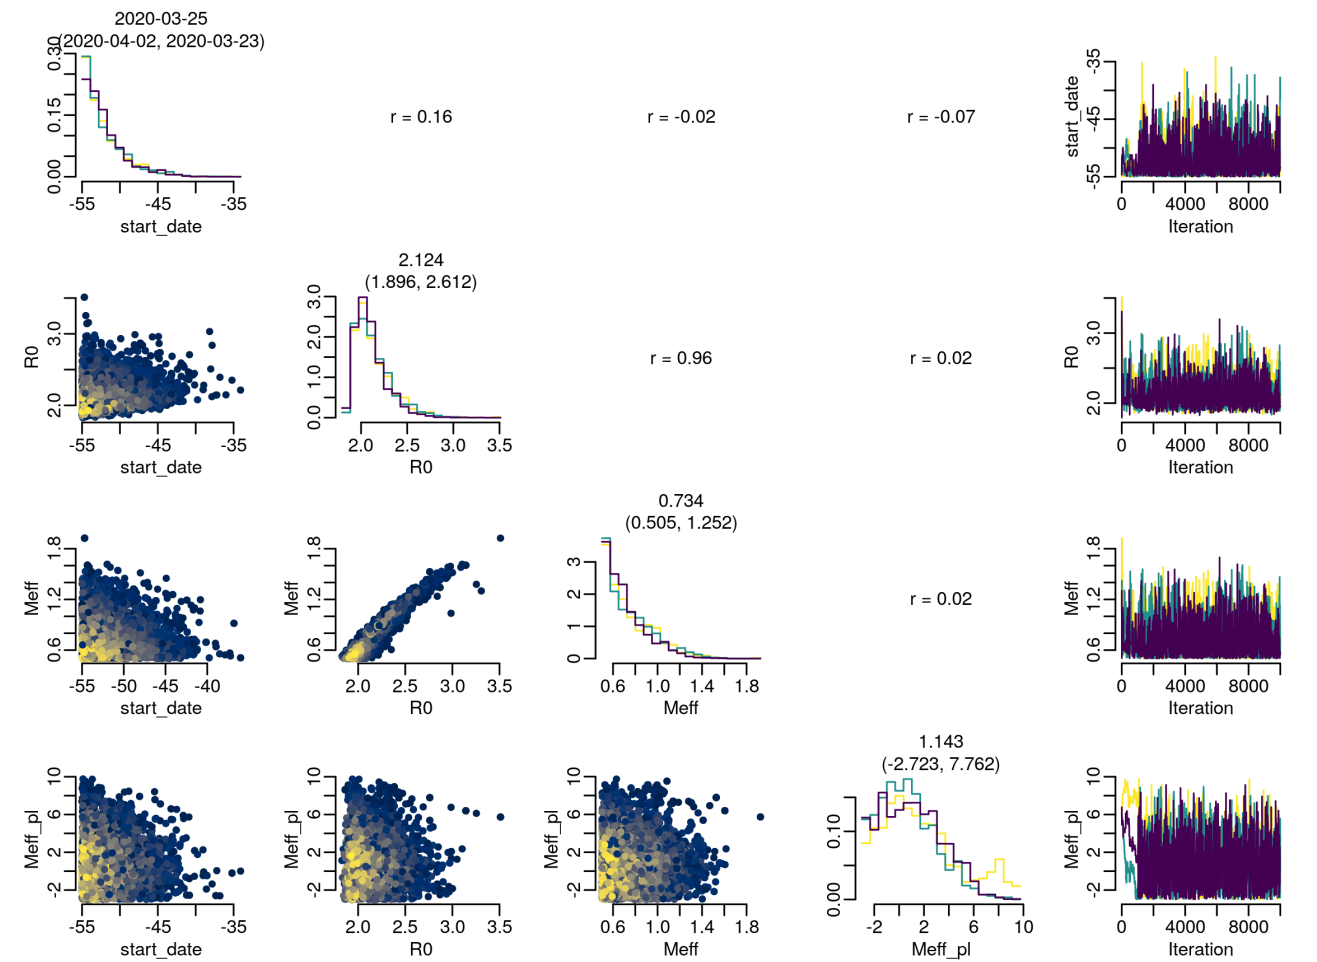 2020-03-25
(2020-04-02, 2020-03-23)
0.00 0.15 0.30
-55 -45 -35
start_date
r = 0.16
r = -0.02
r = -0.07
start_date
-55 -45 -35
0 4000 8000
Iteration
R0
2.0 3.0
-55 -45 -35
start_date
2.124
(1.896, 2.612)
0.0 1.0 2.0 3.0
2.0 2.5 3.0 3.5
R0
r = 0.96
r = 0.02
R0
2.0 3.0
0 4000 8000
Iteration
Meff
0.6 1.2 1.8
-55 -50 -45 -40
start_date
Meff
0.6 1.2 1.8
2.0 2.5 3.0 3.5
R0
0.734
(0.505, 1.252)
0 1 2 3
0.6 1.0 1.4 1.8
Meff
r = 0.02
Meff
0.6 1.2 1.8
0 4000 8000
Iteration
Meff_pl
-2 2 6 10
-55 -45 -35
start_date
Meff_pl
-2 2 6 10
2.0 2.5 3.0 3.5
R0
Meff_pl
-2 2 6 10
0.6 1.0 1.4 1.8
Meff
1.143
(-2.723, 7.762)
0.00 0.10
-2 2 6 10
Meff_pl
Meff_pl
-2 2 6 10
0 4000 8000
Iteration